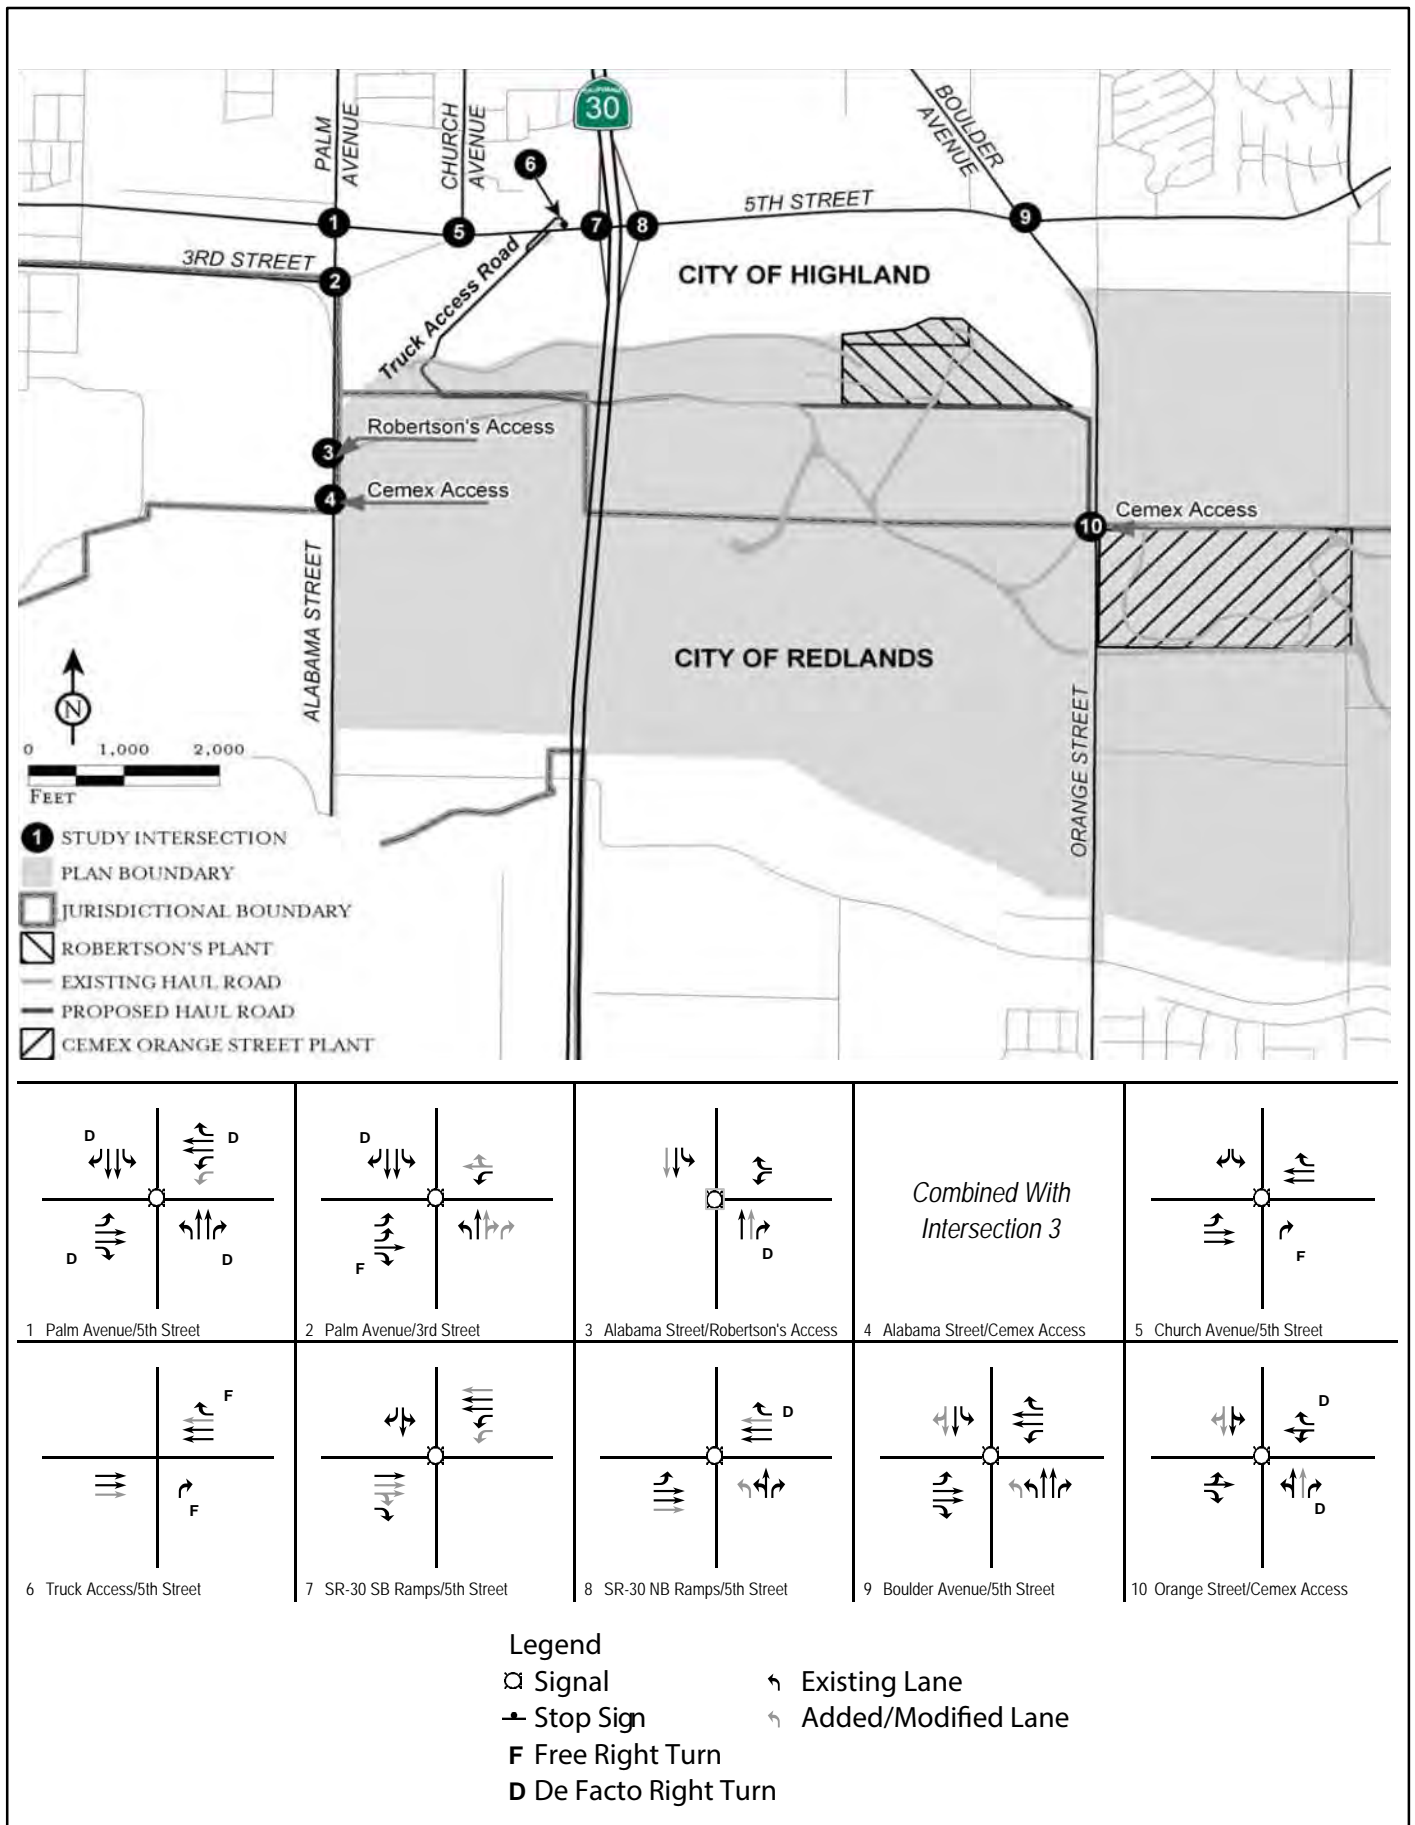 CALIFORNIA
30
PALM
AVENUE
CHURCH
AVENUE
BOULDER
AVENUE
6
1
5
7
8
5TH STREET
9
3RD STREET
2
CITY OF HIGHLAND
Truck Access Road
Robertson's Access
3
Cemex Access
4
10
Cemex Access
ALABAMA STREET
CITY OF REDLANDS
ORANGE STREET
N
0 1,000 2,000
FEET
1 STUDY INTERSECTION
PLAN BOUNDARY
JURISDICTIONAL BOUNDARY
ROBERTSON'S PLANT
EXISTING HAUL ROAD
PROPOSED HAUL ROAD
CEMEX ORANGE STREET PLANT
D
D
D
D
1 Palm Avenue/5th Street
D
F
2 Palm Avenue/3rd Street
D
3 Alabama Street/Robertson's Access
Combined With
Intersection 3
4 Alabama Street/Cemex Access
F
5 Church Avenue/5th Street
F
F
6 Truck Access/5th Street
7 SR-30 SB Ramps/5th Street
D
8 SR-30 NB Ramps/5th Street
9 Boulder Avenue/5th Street
D
D
10 Orange Street/Cemex Access
Legend
Signal
Stop Sign
F Free Right Turn
D De Facto Right Turn
Existing Lane
Added/Modified Lane